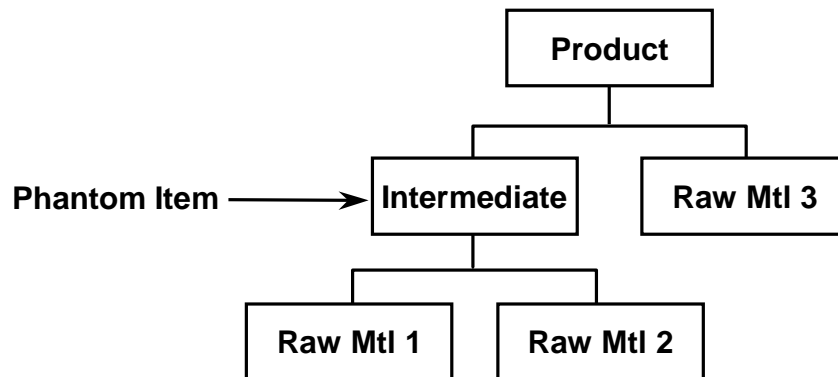 Product
Phantom Item
Intermediate
Raw Mtl 3
Raw Mtl 1
Raw Mtl 2